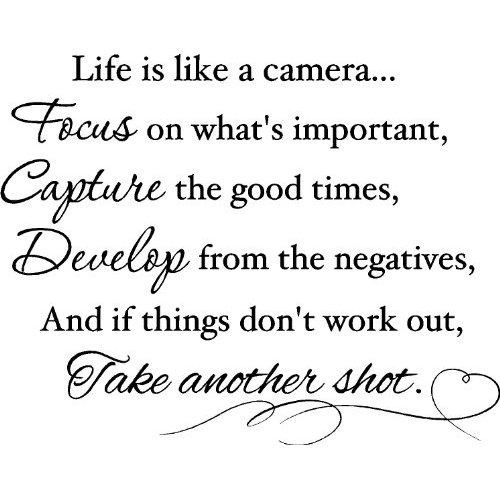 Life is like a camera...
Focus on what's important,
Capture the good times,
Develop from the negatives,
And if things don't work out,
Take another shot.